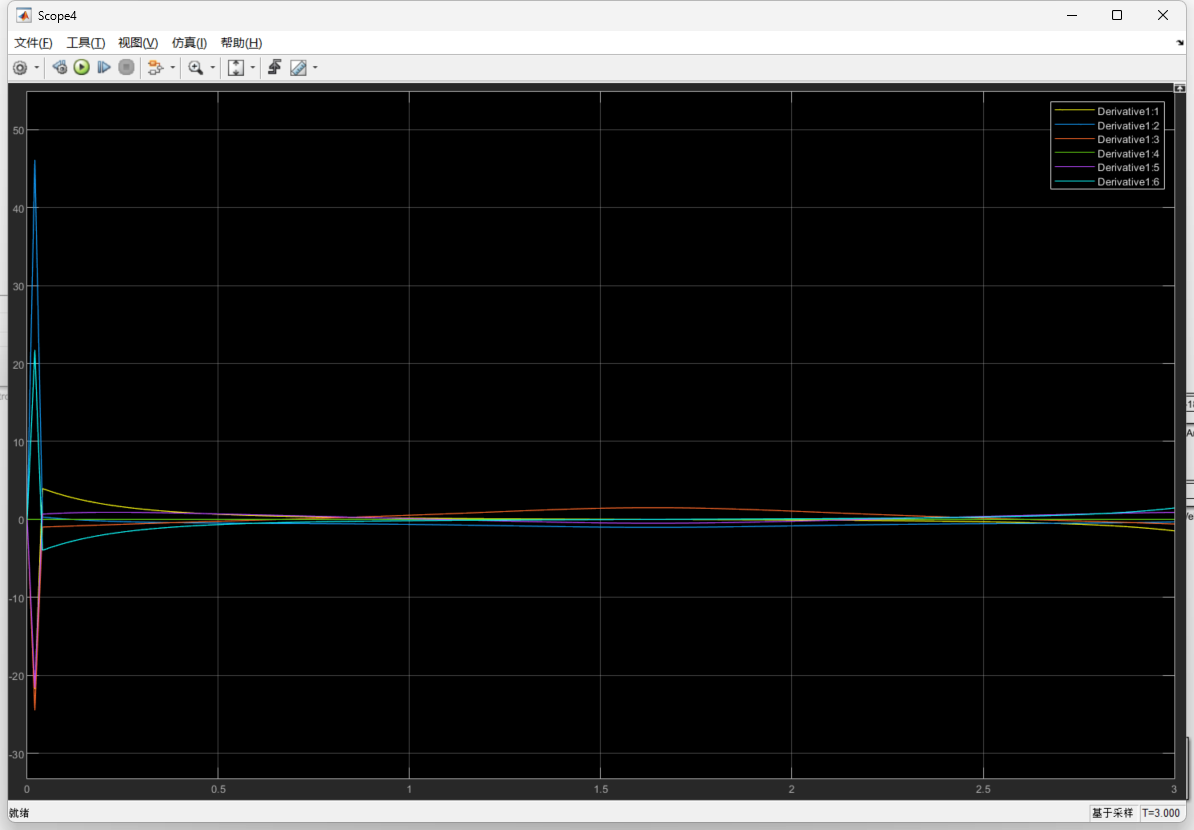 Scope4
文件(F) 工具(T) 视图(V) 仿真(I) 帮助(H)
Derivative1:1
Derivative1:2
Derivative1:3
Derivative1:4
Derivative1:5
Derivative1:6
50
40
30
20
10
0
-10
-20
-30
0 0.5 1 1.5 2 2.5 3
就绪
基于采样 T=3.000